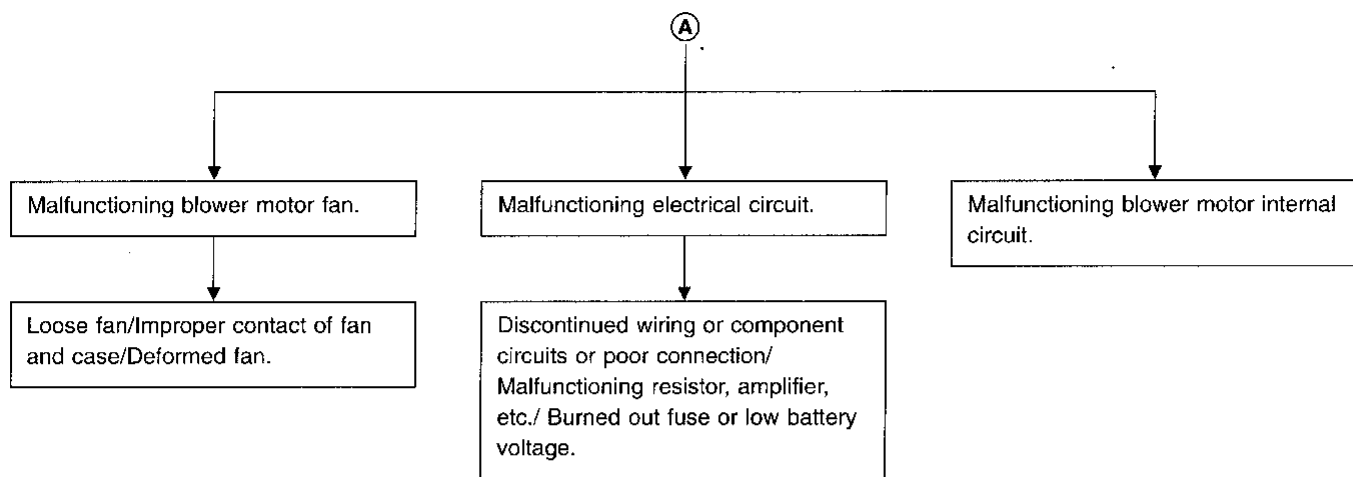 A
Malfunctioning blower motor fan.
Malfunctioning electrical circuit.
Malfunctioning blower motor internal
circuit.
Loose fan/Improper contact of fan
and case/Deformed fan.
Discontinued wiring or component
circuits or poor connection/
Malfunctioning resistor, amplifier,
etc./ Burned out fuse or low battery
voltage.